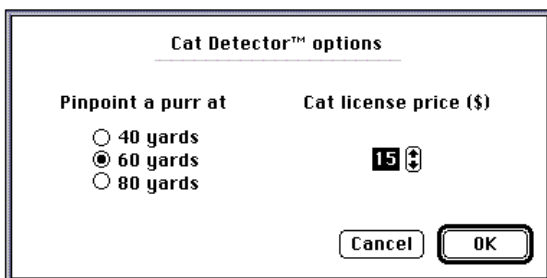 Cat Detector™ options
Pinpoint a purr at
40 yards
60 yards
80 yards
Cat license price ($)
15
Cancel
OK